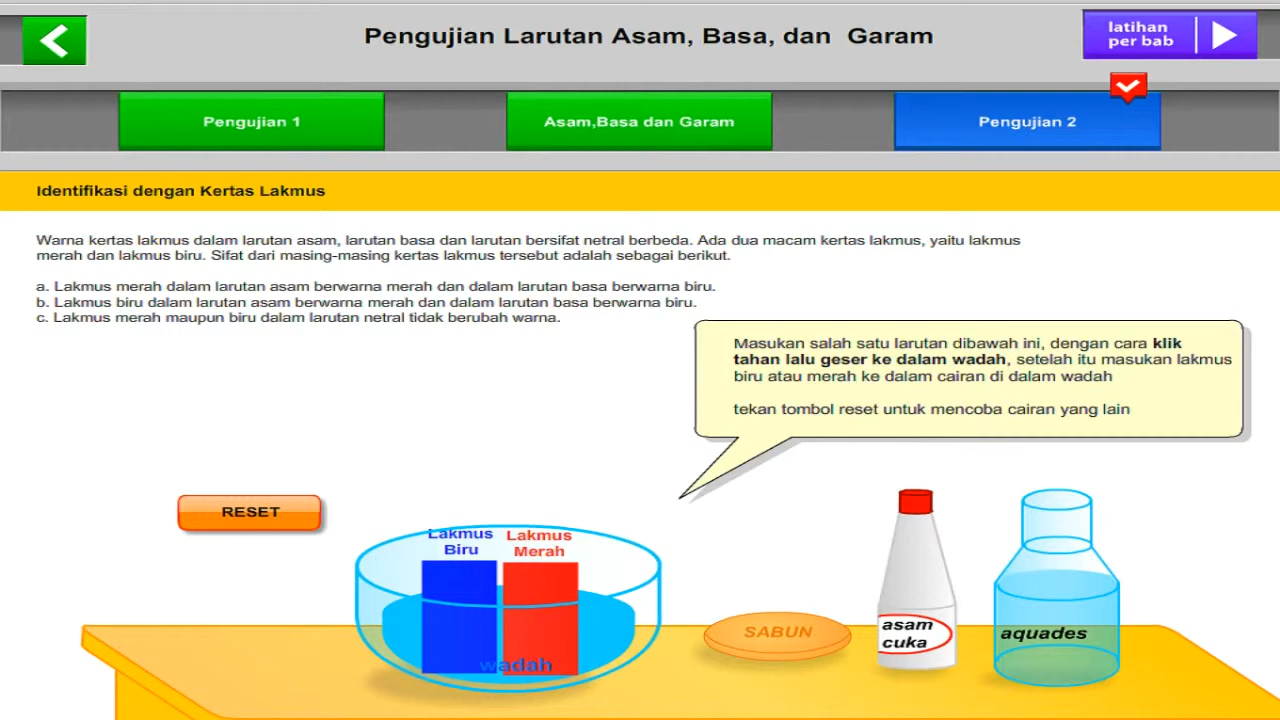 Pengujian Larutan Asam, Basa, dan Garam
latihan
per bab
Pengujian 1
Asam,Basa dan Garam
Pengujian 2
Identifikasi dengan Kertas Lakmus
Warna kertas lakmus dalam larutan asam, larutan basa dan larutan bersifat netral berbeda. Ada dua macam kertas lakmus, yaitu lakmus
merah dan lakmus biru. Sifat dari masing-masing kertas lakmus tersebut adalah sebagai berikut.
a. Lakmus merah dalam larutan asam berwarna merah dan dalam larutan basa berwarna biru.
b. Lakmus biru dalam larutan asam berwarna merah dan dalam larutan basa berwarna biru.
c. Lakmus merah maupun biru dalam larutan netral tidak berubah warna.
Masukan salah satu larutan dibawah ini, dengan cara klik
tahan lalu geser ke dalam wadah, setelah itu masukan lakmus
biru atau merah ke dalam cairan di dalam wadah
tekan tombol reset untuk mencoba cairan yang lain
RESET
Lakmus
Biru
Lakmus
Merah
wadah
SABUN
asam
cuka
aquades